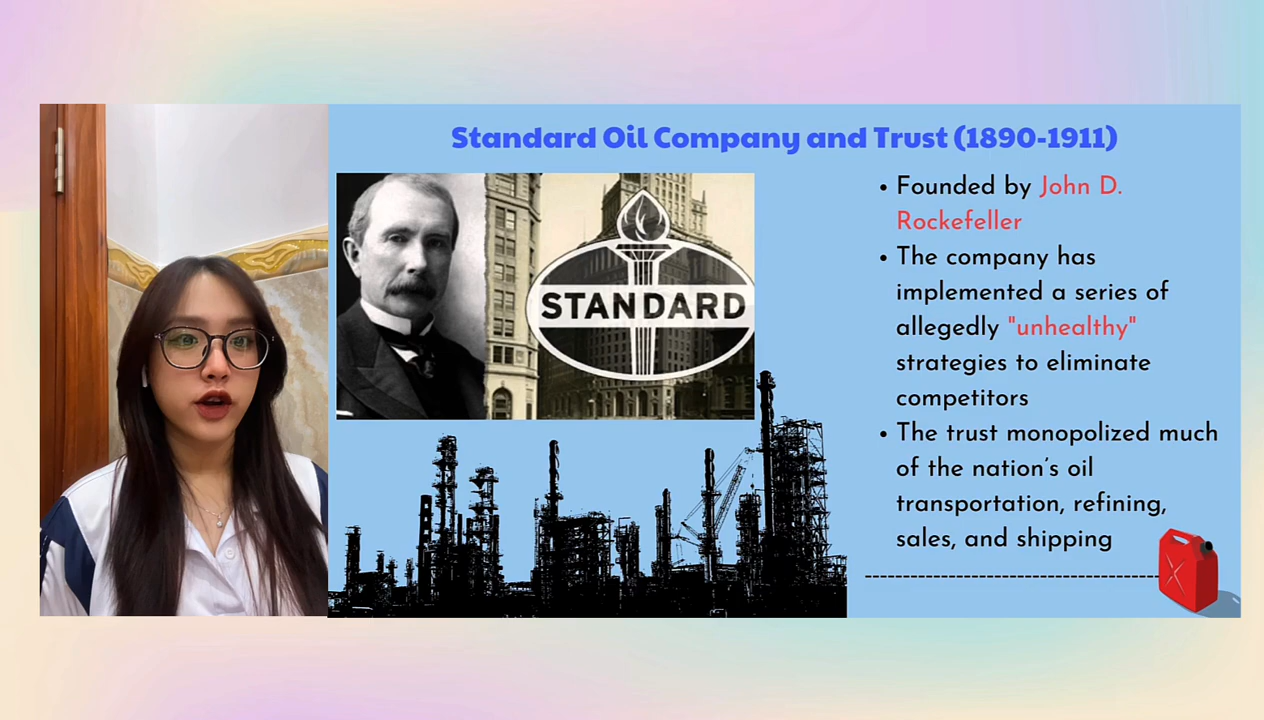 Standard Oil Company and Trust (1890-1911)
STANDARD
• Founded by John D.
Rockefeller
• The company has
implemented a series of
allegedly "unhealthy"
strategies to eliminate
competitors
• The trust monopolized much
of the nation's oil
transportation, refining,
sales, and shipping